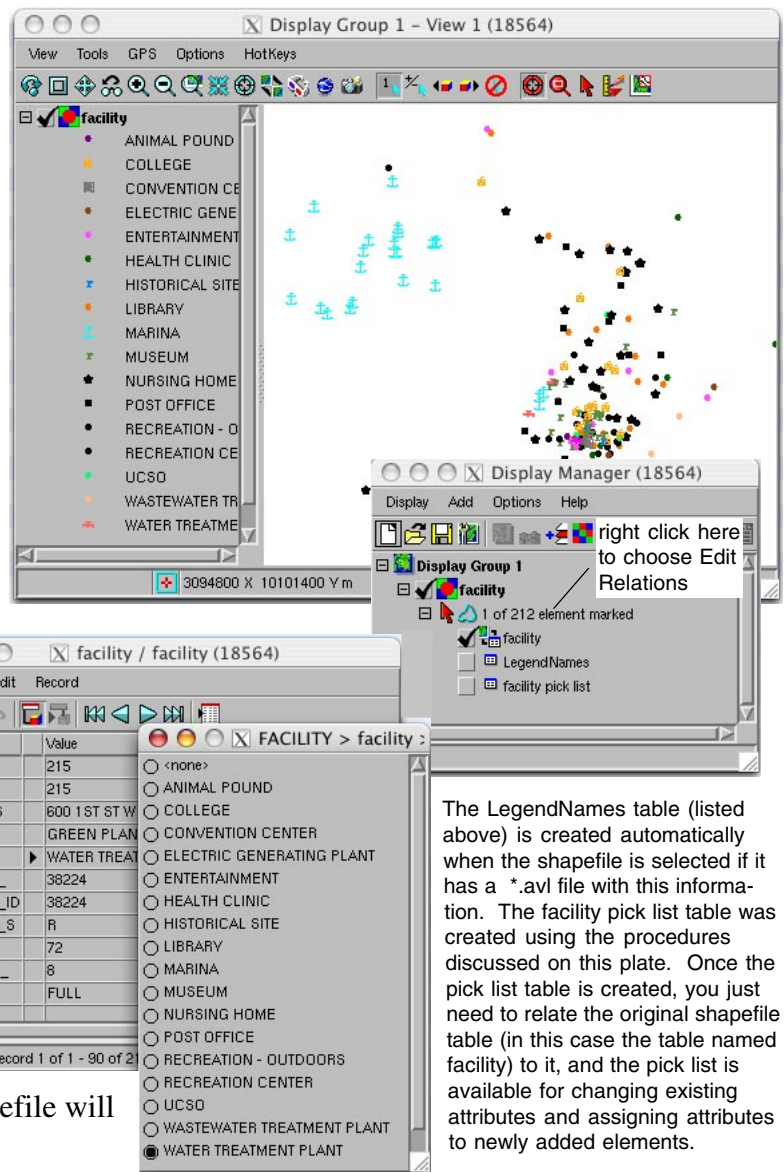 Display Group 1 - View 1 (18564)
View Tools GPS Options HotKeys
facility
ANIMAL POUND
COLLEGE
CONVENTION CE
ELECTRIC GENE
ENTERTAINMENT
HEALTH CLINIC
HISTORICAL SITE
LIBRARY
MARINA
MUSEUM
NURSING HOME
POST OFFICE
RECREATION - O
RECREATION CE
UCSO
WASTEWATER TR
WATER TREATME
3094800 X 10101400 Y m
Display Manager (18564)
Display Add Options Help
right click here
to choose Edit
Relations
Display Group 1
facility
1 of 212 element marked
facility
LegendNames
facility pick list
facility / facility (18564)
dit Record
Value
215
215
S 600 1ST ST W
GREEN PLAN
WATER TREAT
_ 38224
_ID 38224
_S R
72
_ 8
FULL
ecord 1 of 1 - 90 of 21
FACILITY > facility >
<none>
ANIMAL POUND
COLLEGE
CONVENTION CENTER
ELECTRIC GENERATING PLANT
ENTERTAINMENT
HEALTH CLINIC
HISTORICAL SITE
LIBRARY
MARINA
MUSEUM
NURSING HOME
POST OFFICE
RECREATION - OUTDOORS
RECREATION CENTER
UCSO
WASTEWATER TREATMENT PLANT
WATER TREATMENT PLANT
The LegendNames table (listed
above) is created automatically
when the shapefile is selected if it
has a *.avl file with this informa-
tion. The facility pick list table was
created using the procedures
discussed on this plate. Once the
pick list table is created, you just
need to relate the original shapefile
table (in this case the table named
facility) to it, and the pick list is
available for changing existing
attributes and assigning attributes
to newly added elements.
efile will